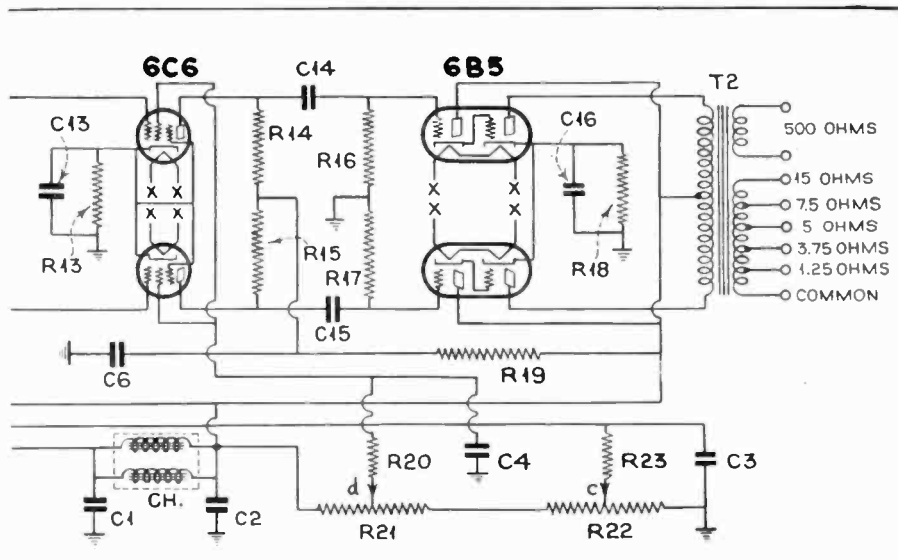 6C6
C14
6B5
T2
C13
R14
R16
C16
500 OHMS
15 OHMS
7.5 OHMS
5 OHMS
3.75 OHMS
1.25 OHMS
COMMON
X X
X X
X X
X X
R13
R15
R17
R18
C15
C6
R19
R20
C4
R23
C3
CH.
d
c
C1
C2
R21
R22